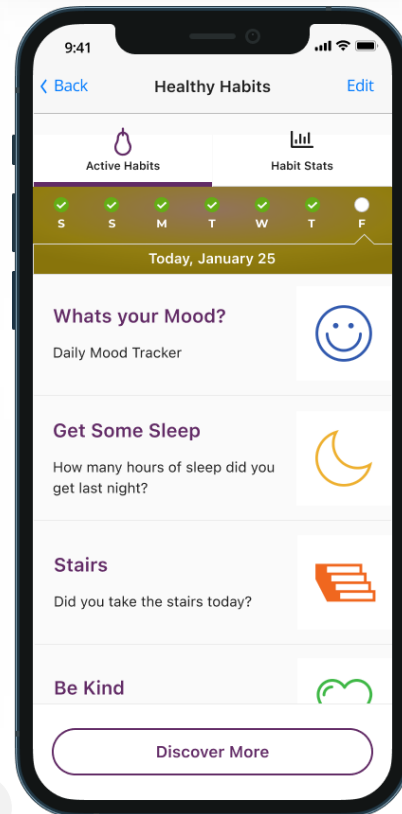 9:41
Back
Healthy Habits
Edit
Active Habits
Habit Stats
S S M T W T F
Today, January 25
Whats your Mood?
Daily Mood Tracker
Get Some Sleep
How many hours of sleep did you
get last night?
Stairs
Did you take the stairs today?
Be Kind
Discover More